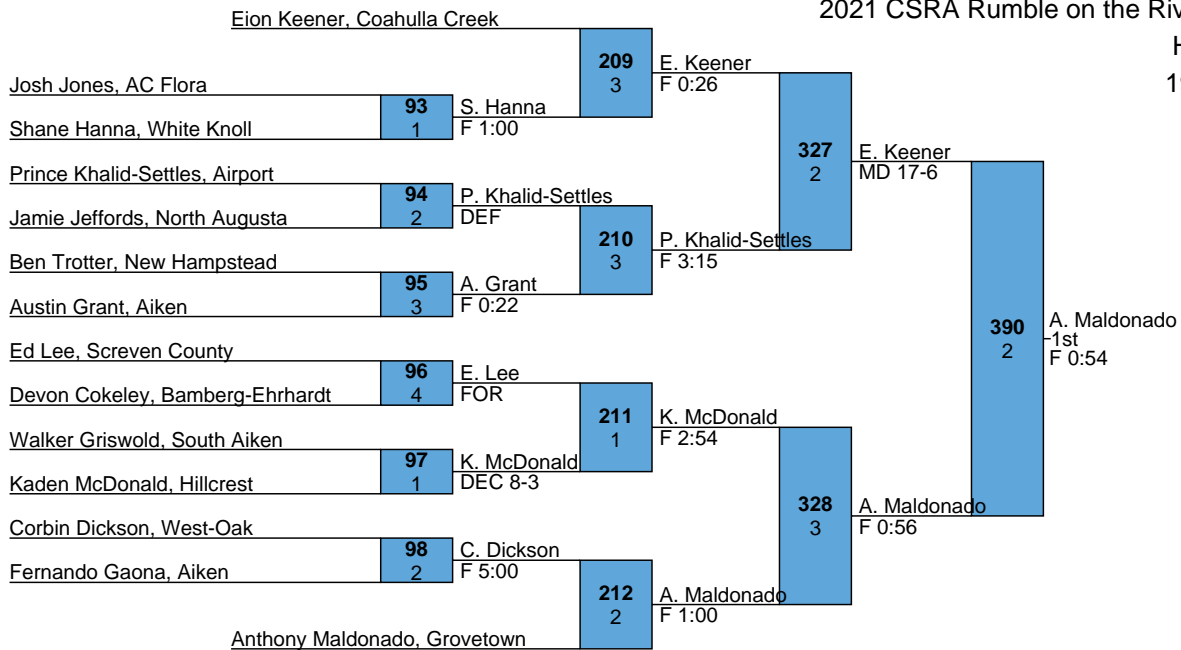 2021 CSRA Rumble on the Riv
H
19
Eion Keener, Coahulla Creek
209
3
E. Keener
F 0:26
Josh Jones, AC Flora
93
1
S. Hanna
F 1:00
Shane Hanna, White Knoll
327
2
E. Keener
MD 17-6
Prince Khalid-Settles, Airport
94
2
P. Khalid-Settles
DEF
Jamie Jeffords, North Augusta
210
3
P. Khalid-Settles
F 3:15
Ben Trotter, New Hampstead
95
3
A. Grant
F 0:22
Austin Grant, Aiken
390
2
A. Maldonado
1st
F 0:54
Ed Lee, Screven County
96
4
E. Lee
FOR
Devon Cokeley, Bamberg-Ehrhardt
211
1
K. McDonald
F 2:54
Walker Griswold, South Aiken
97
1
K. McDonald
DEC 8-3
Kaden McDonald, Hillcrest
328
3
A. Maldonado
F 0:56
Corbin Dickson, West-Oak
98
2
C. Dickson
F 5:00
Fernando Gaona, Aiken
212
2
A. Maldonado
F 1:00
Anthony Maldonado, Grovetown